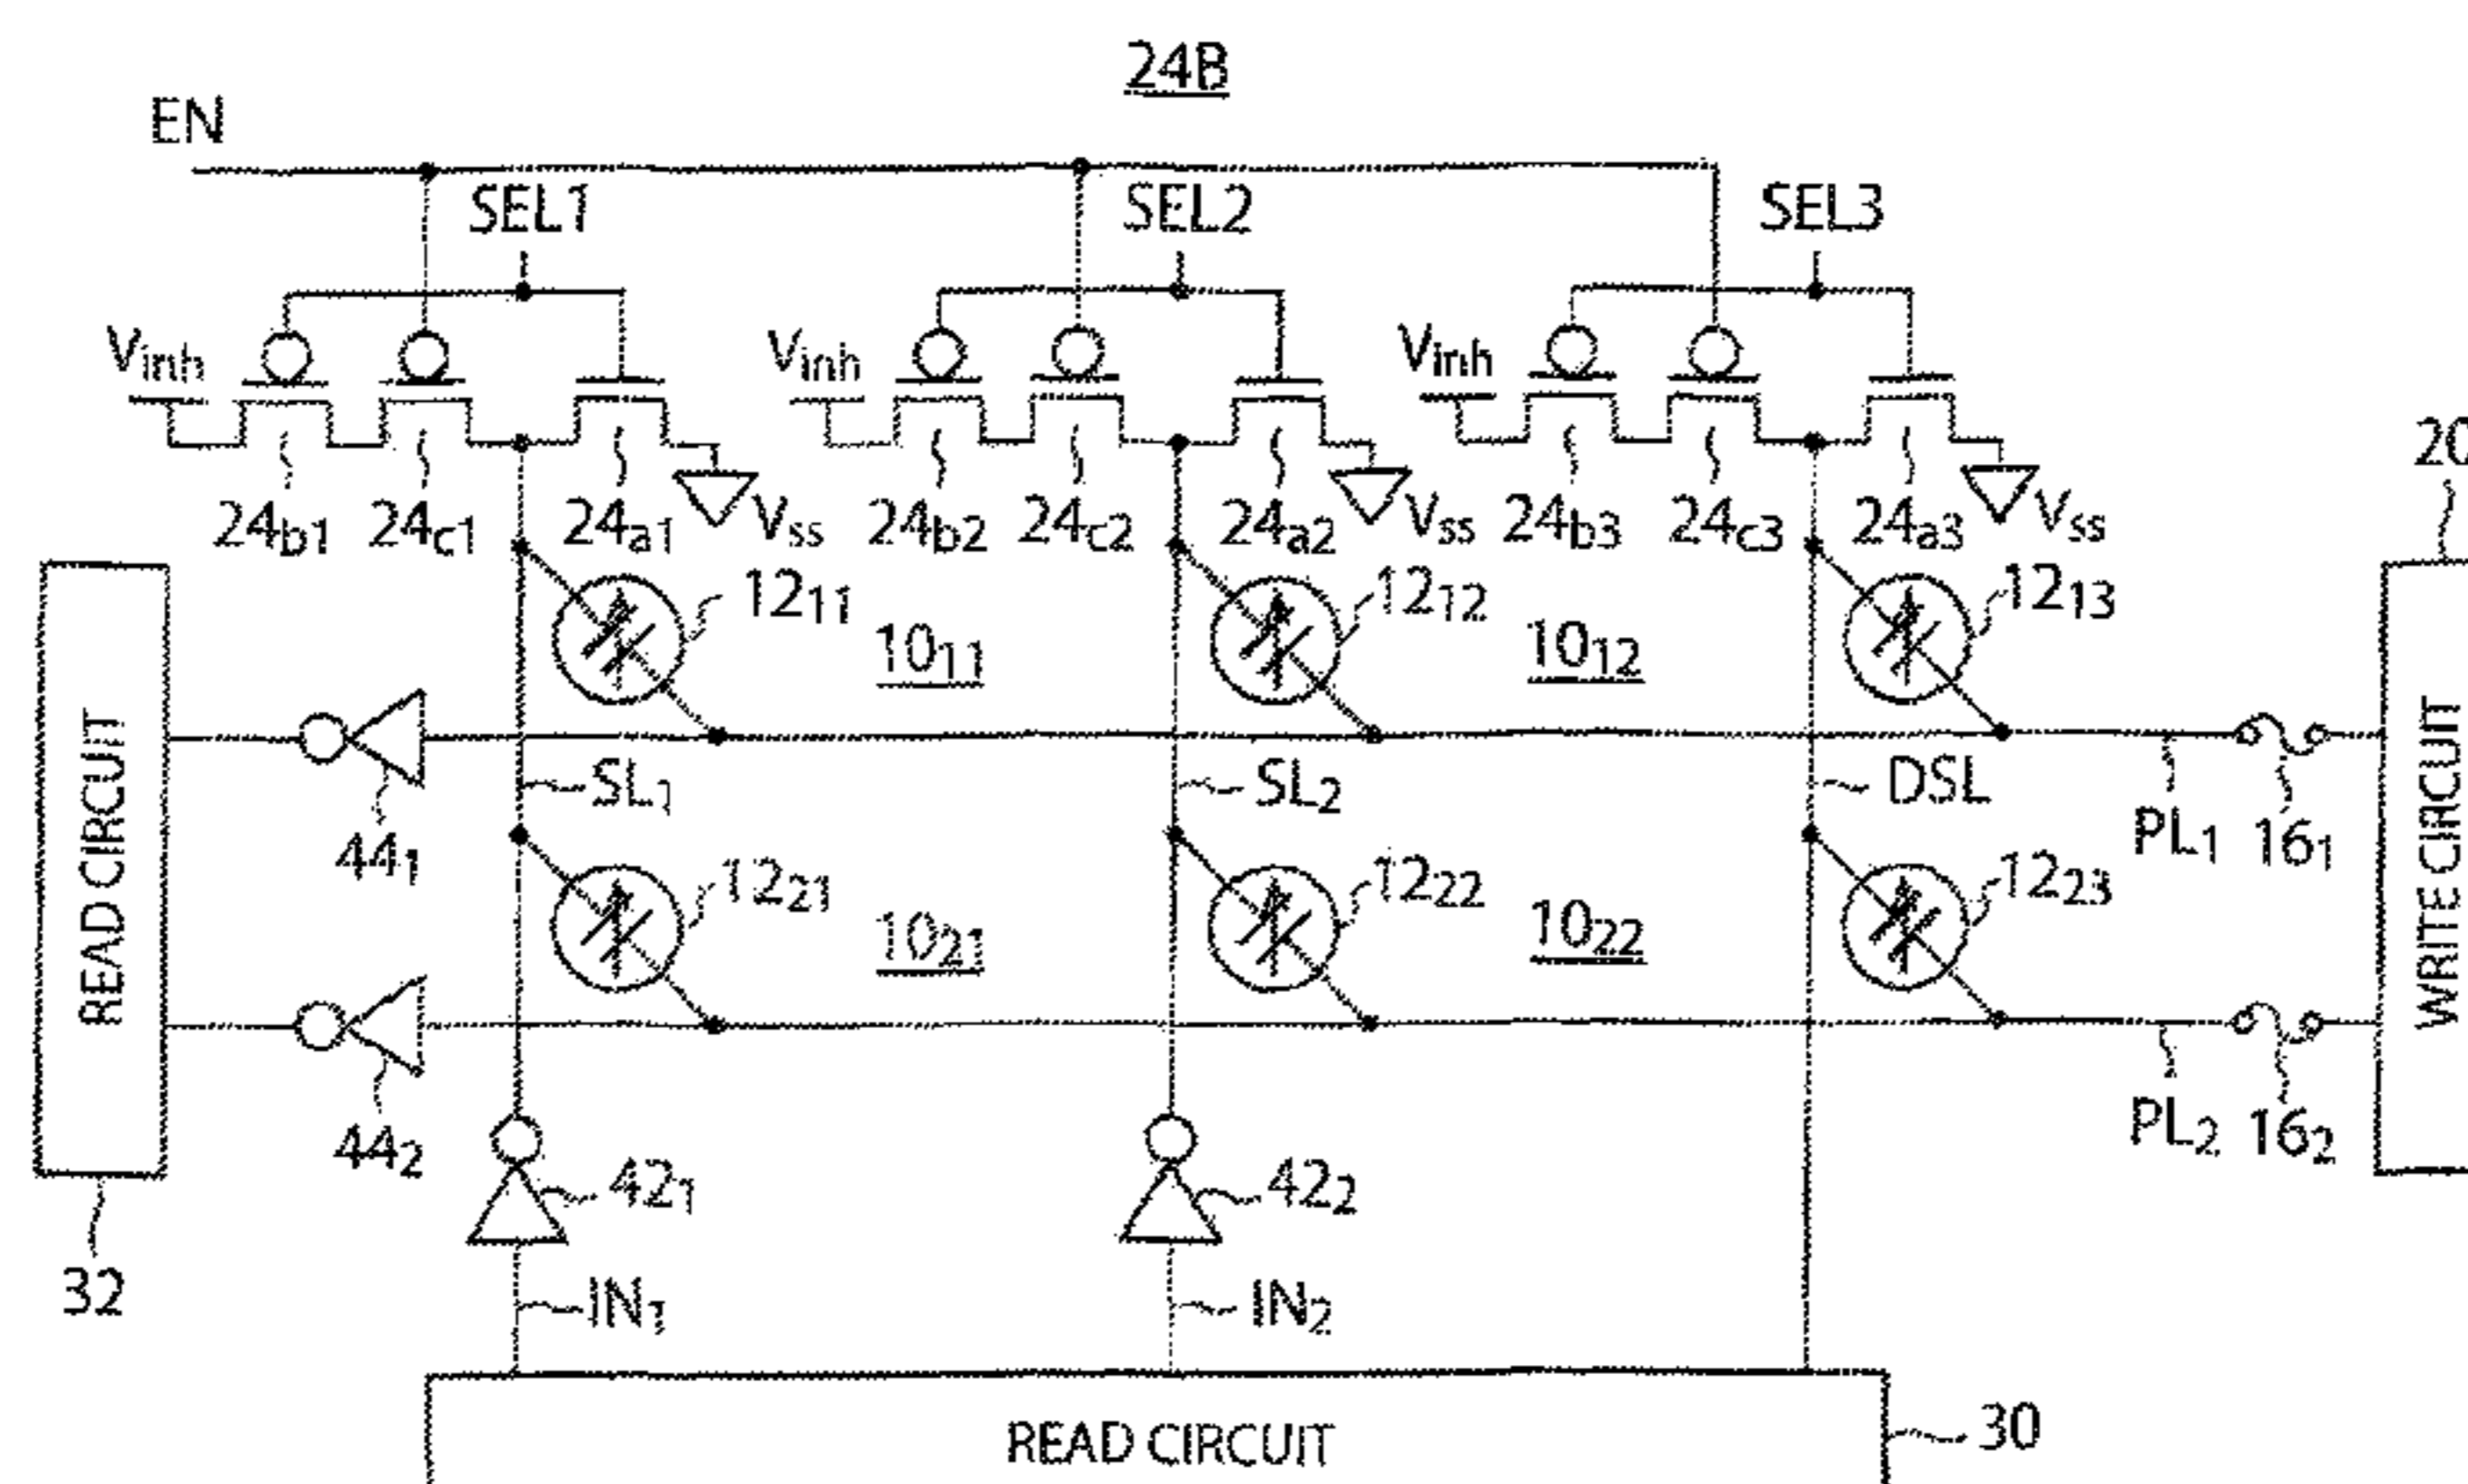 24B
EN
SEL1 SEL2 SEL3
Vinh Vinh Vinh
20
24b1 24c1 24a1 Vss 24b2 24c2 24a2 Vss 24b3 24c3 24a3 Vss
1211 1212 1213
1011 1012
READ CIRCUIT
WRITE CIRCUIT
SL1 SL2 DSL
441 PL1 161
1221 1222 1223
1021 1022
442 PL2 162
421 422
32 IN1 IN2
READ CIRCUIT 30